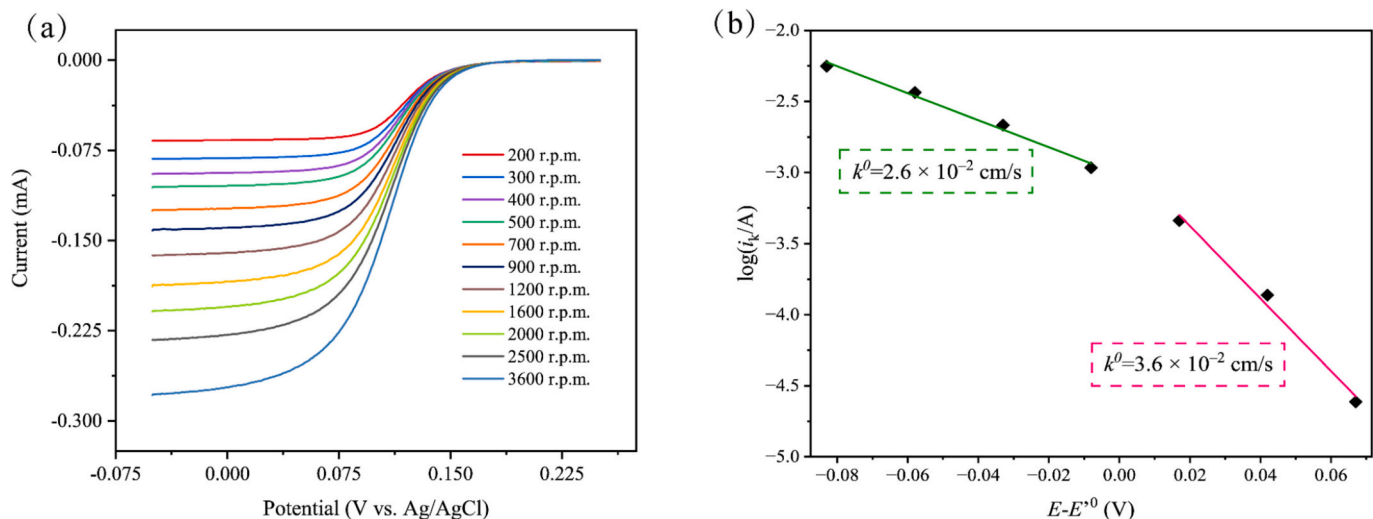 (a)
0.000
-0.075
-0.150
-0.225
-0.300
Current (mA)
200 r.p.m.
300 r.p.m.
400 r.p.m.
500 r.p.m.
700 r.p.m.
900 r.p.m.
1200 r.p.m.
1600 r.p.m.
2000 r.p.m.
2500 r.p.m.
3600 r.p.m.
-0.075 0.000 0.075 0.150 0.225
Potential (V vs. Ag/AgCl)
(b)
−2.0
−2.5
−3.0
−3.5
−4.0
−4.5
−5.0
log(iₖ/A)
k⁰=2.6 × 10⁻² cm/s
k⁰=3.6 × 10⁻² cm/s
−0.08 −0.06 −0.04 −0.02 0.00 0.02 0.04 0.06
E-E’⁰ (V)